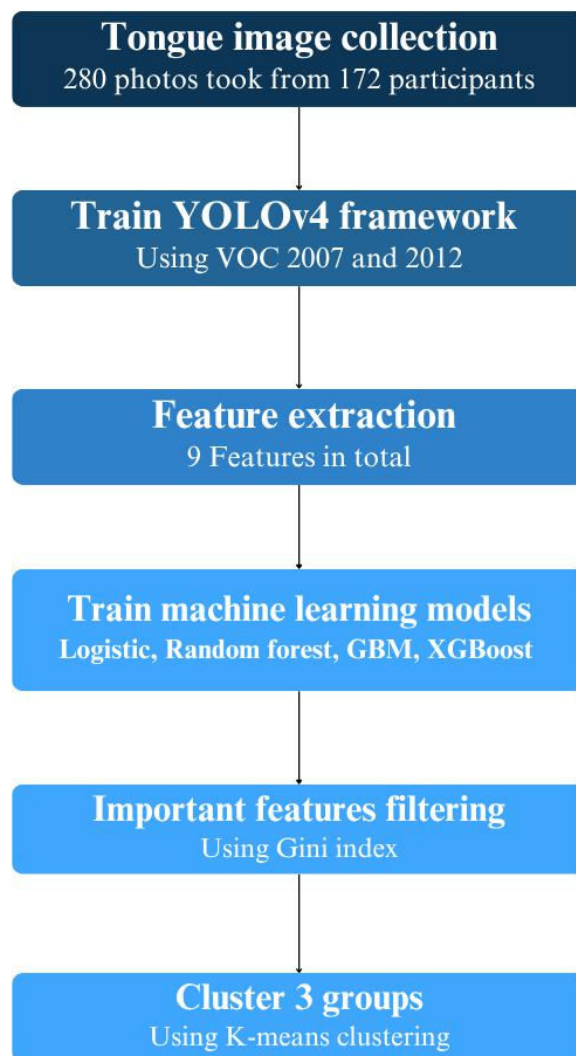 Tongue image collection
280 photos took from 172 participants
Train YOLOv4 framework
Using VOC 2007 and 2012
Feature extraction
9 Features in total
Train machine learning models
Logistic, Random forest, GBM, XGBoost
Important features filtering
Using Gini index
Cluster 3 groups
Using K-means clustering